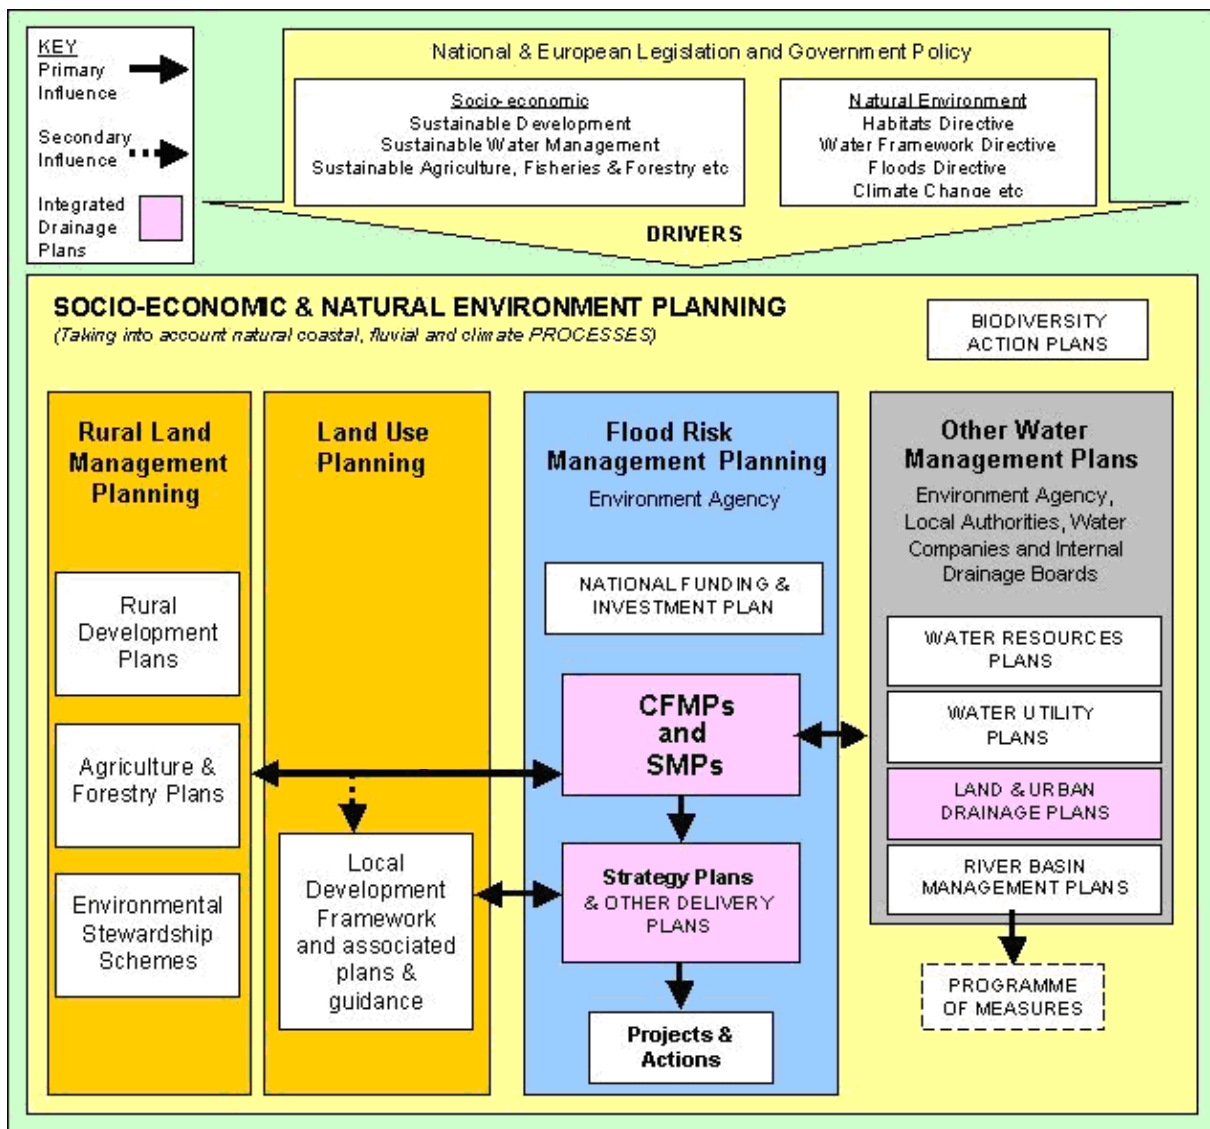 KEY
Primary
Influence
Secondary
Influence
Integrated
Drainage
Plans
National & European Legislation and Government Policy
Socio-economic
Sustainable Development
Sustainable Water Management
Sustainable Agriculture, Fisheries & Forestry etc
Natural Environment
Habitats Directive
Water Framework Directive
Floods Directive
Climate Change etc
DRIVERS
SOCIO-ECONOMIC & NATURAL ENVIRONMENT PLANNING
(Taking into account natural coastal, fluvial and climate PROCESSES)
BIODIVERSITY
ACTION PLANS
Rural Land
Management
Planning
Rural
Development
Plans
Agriculture &
Forestry Plans
Environmental
Stewardship
Schemes
Land Use
Planning
Local
Development
Framework
and associated
plans &
guidance
Flood Risk
Management Planning
Environment Agency
NATIONAL FUNDING &
INVESTMENT PLAN
CFMPs
and
SMPs
Strategy Plans
& OTHER DELIVERY
PLANS
Projects &
Actions
Other Water
Management Plans
Environment Agency,
Local Authorities, Water
Companies and Internal
Drainage Boards
WATER RESOURCES
PLANS
WATER UTILITY
PLANS
LAND & URBAN
DRAINAGE PLANS
RIVER BASIN
MANAGEMENT PLANS
PROGRAMME
OF MEASURES